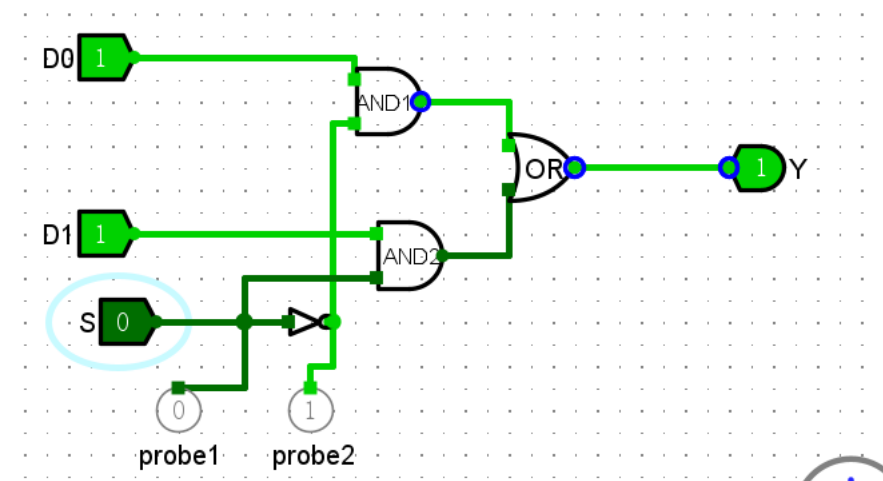 D0 1
AND1
OR
1 Y
D1 1
AND2
S 0
0
1
probe1
probe2